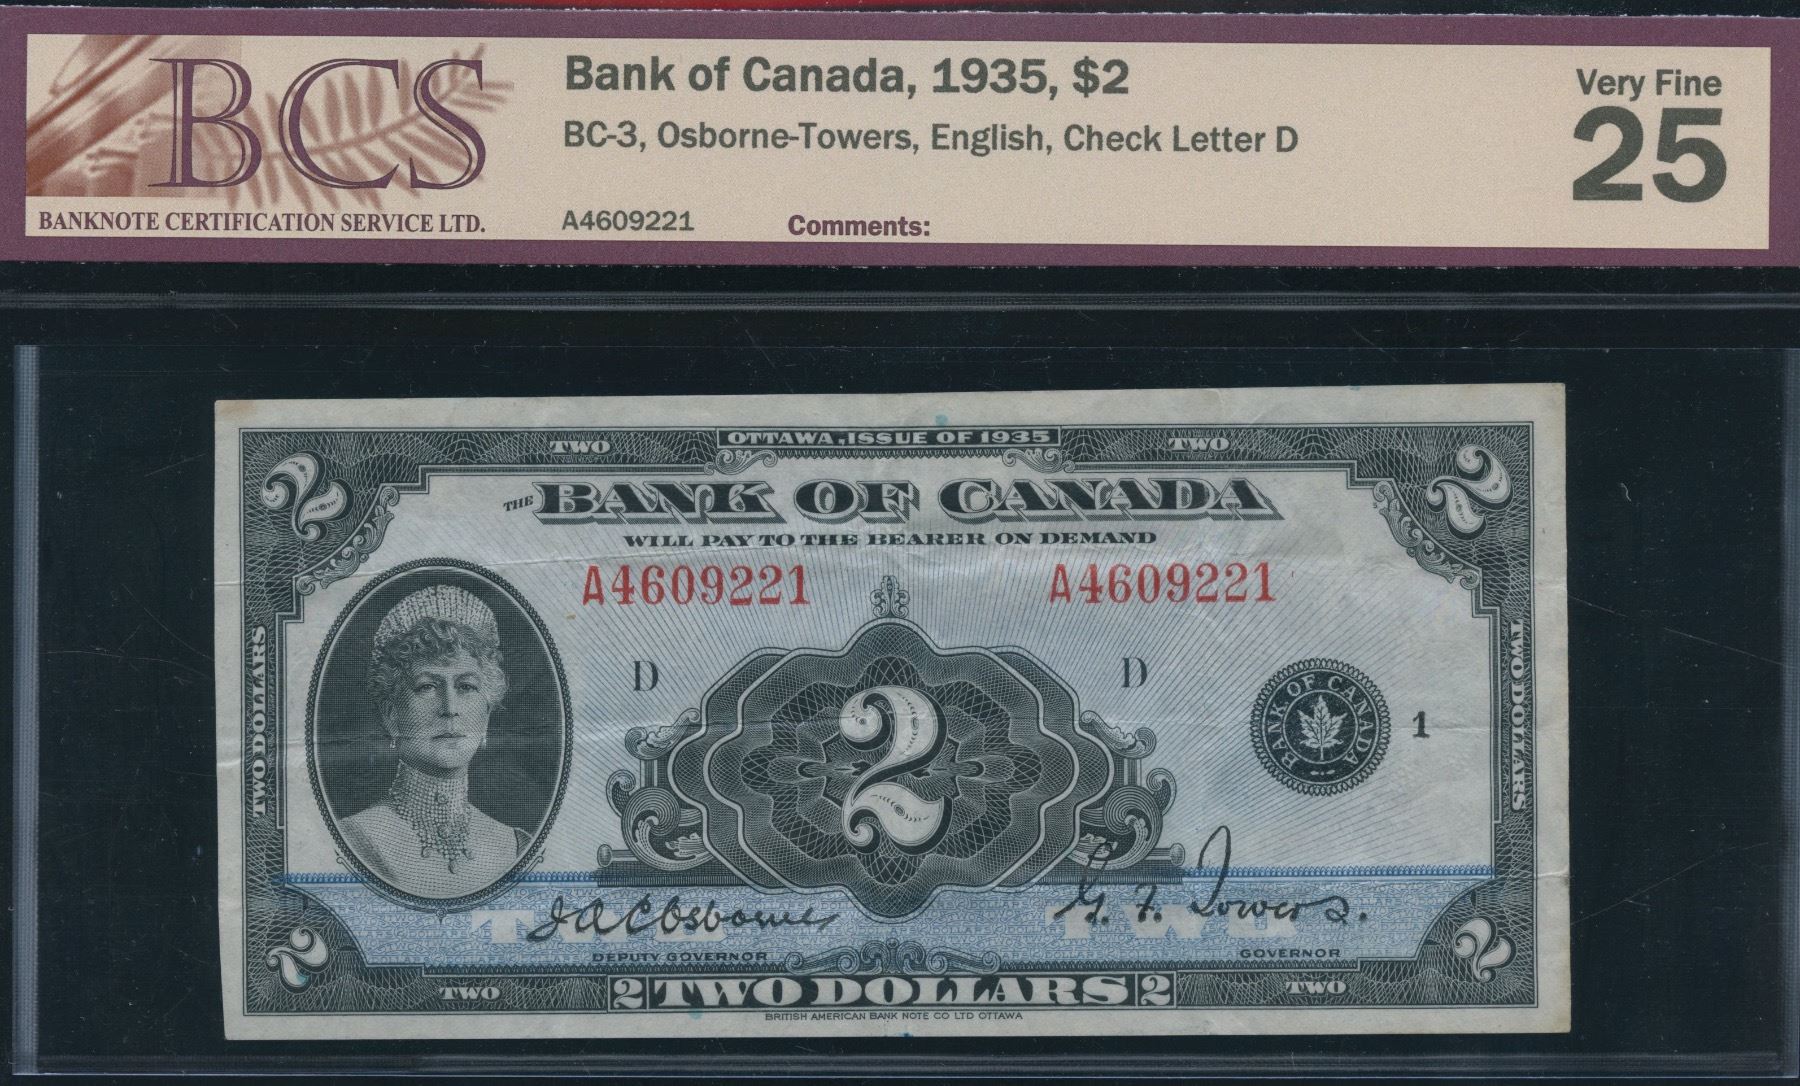 BCS
BANKNOTE CERTIFICATION SERVICE LTD.
Bank of Canada, 1935, $2
BC-3, Osborne-Towers, English, Check Letter D
A4609221 Comments:
Very Fine
25
TWO OTTAWA, ISSUE OF 1935 TWO
2 2
THE BANK OF CANADA
WILL PAY TO THE BEARER ON DEMAND
A4609221 A4609221
D D
TWO DOLLARS
2
BANK OF CANADA
1
TWO DOLLARS
TWO TWO
J A C Osborne G. F. Towers.
DEPUTY GOVERNOR GOVERNOR
2 2
TWO 2 TWO DOLLARS 2 TWO
BRITISH AMERICAN BANK NOTE CO LTD OTTAWA